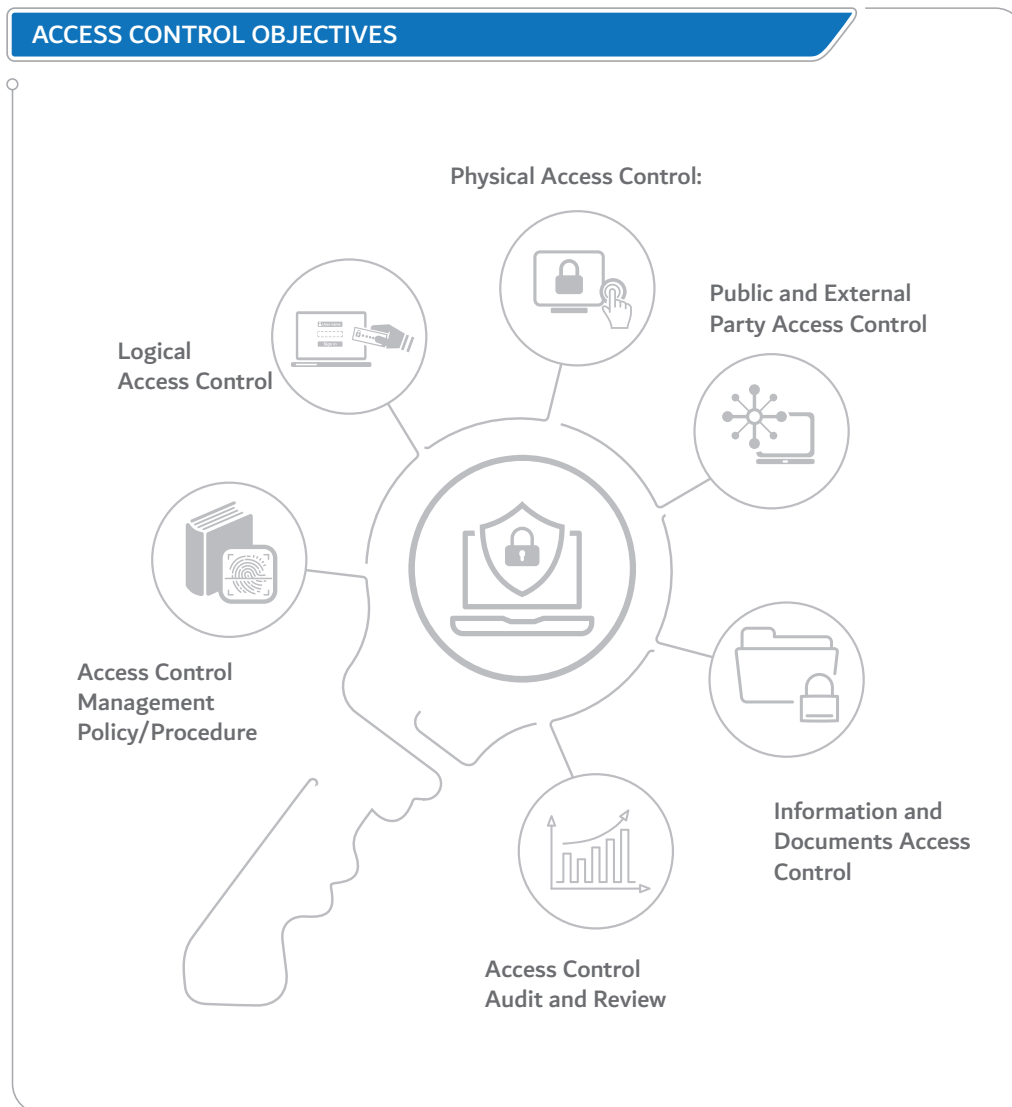 ACCESS CONTROL OBJECTIVES
Physical Access Control:
Public and External
Party Access Control
Logical
Access Control
Access Control
Management
Policy/Procedure
Information and
Documents Access
Control
Access Control
Audit and Review